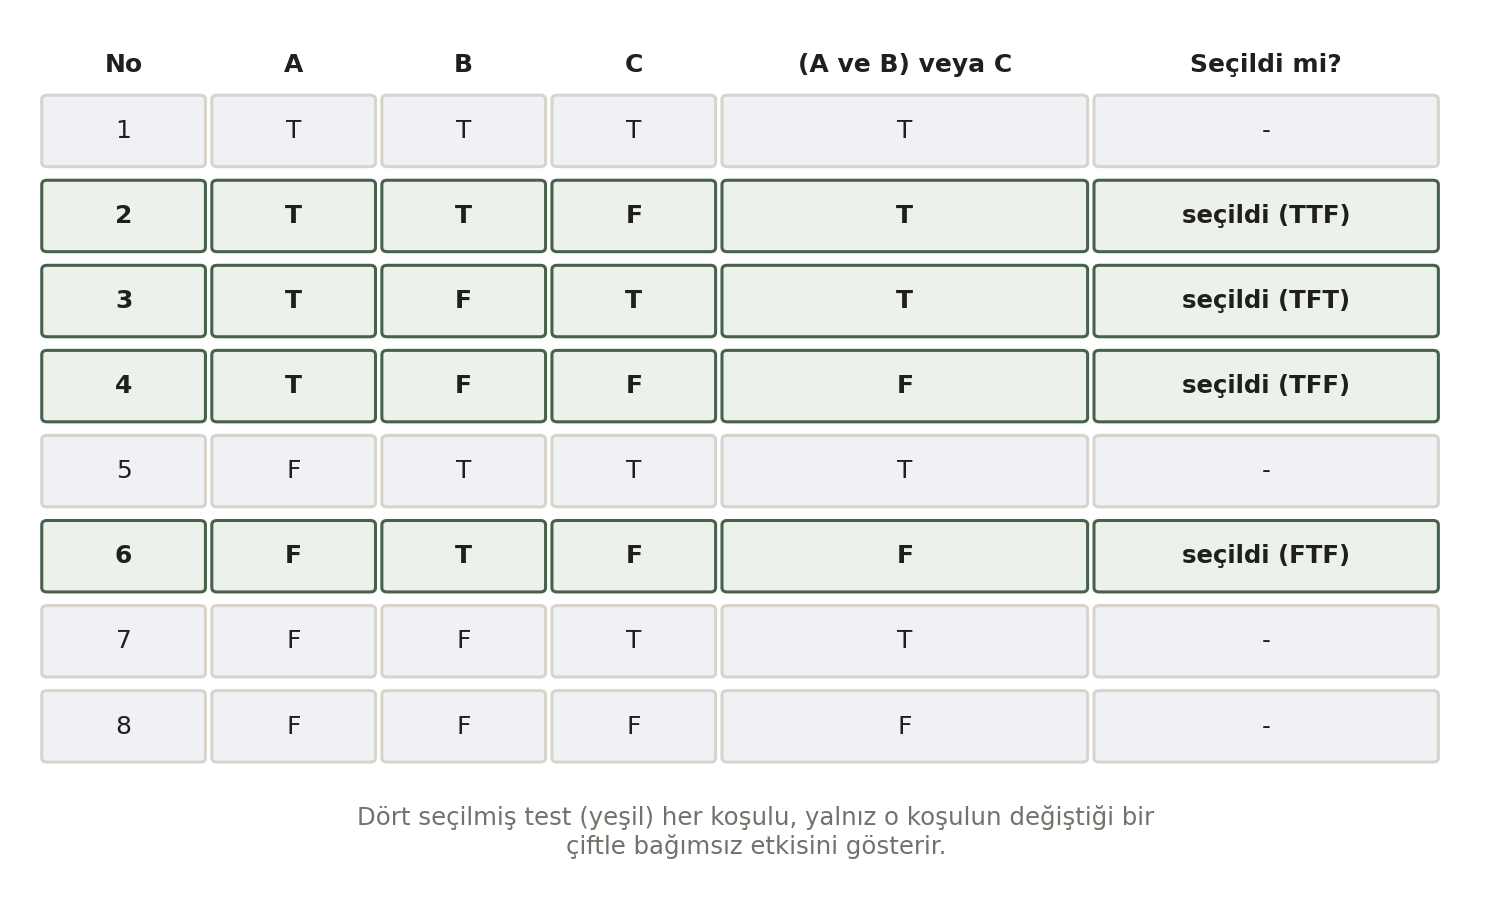 No A B C (A ve B) veya C Seçildi mi?
1 T T T T -
2 T T F T seçildi (TTF)
3 T F T T seçildi (TFT)
4 T F F F seçildi (TFF)
5 F T T T -
6 F T F F seçildi (FTF)
7 F F T T -
8 F F F F -
Dört seçilmiş test (yeşil) her koşulu, yalnız o koşulun değiştiği bir
çiftle bağımsız etkisini gösterir.